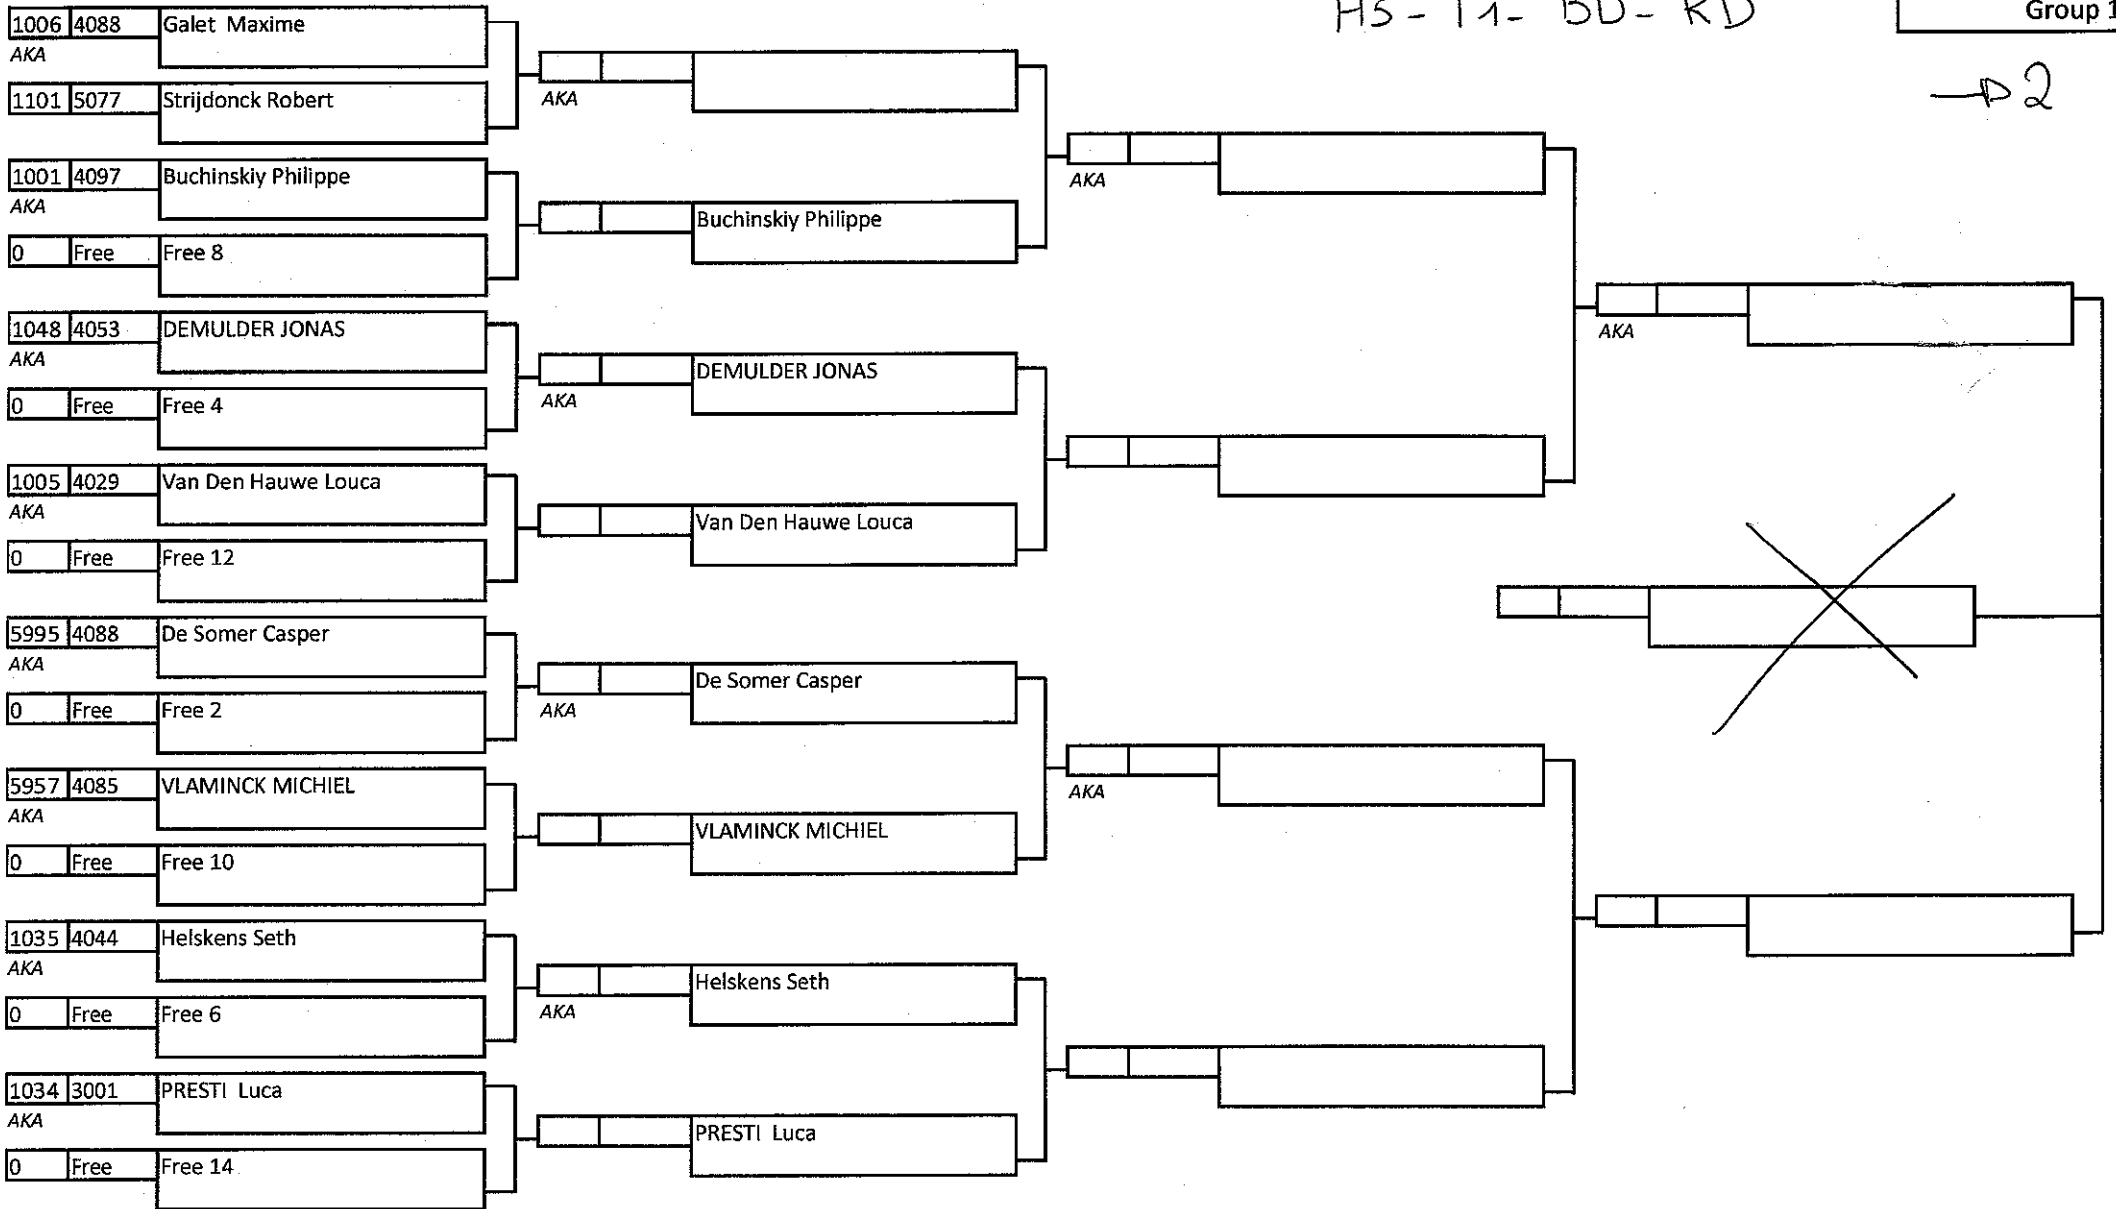 HS - T1 - BD - RD
Group 1
→ 2
1006 4088 Galet Maxime
AKA
1101 5077 Strijdonck Robert
1001 4097 Buchinskiy Philippe
AKA
0 Free Free 8
1048 4053 DEMULDER JONAS
AKA
0 Free Free 4
1005 4029 Van Den Hauwe Louca
AKA
0 Free Free 12
5995 4088 De Somer Casper
AKA
0 Free Free 2
5957 4085 VLAMINCK MICHIEL
AKA
0 Free Free 10
1035 4044 Helskens Seth
AKA
0 Free Free 6
1034 3001 PRESTI Luca
AKA
0 Free Free 14
AKA
Buchinskiy Philippe
DEMULDER JONAS
AKA
Van Den Hauwe Louca
De Somer Casper
AKA
VLAMINCK MICHIEL
Helskens Seth
AKA
PRESTI Luca
AKA
AKA
AKA